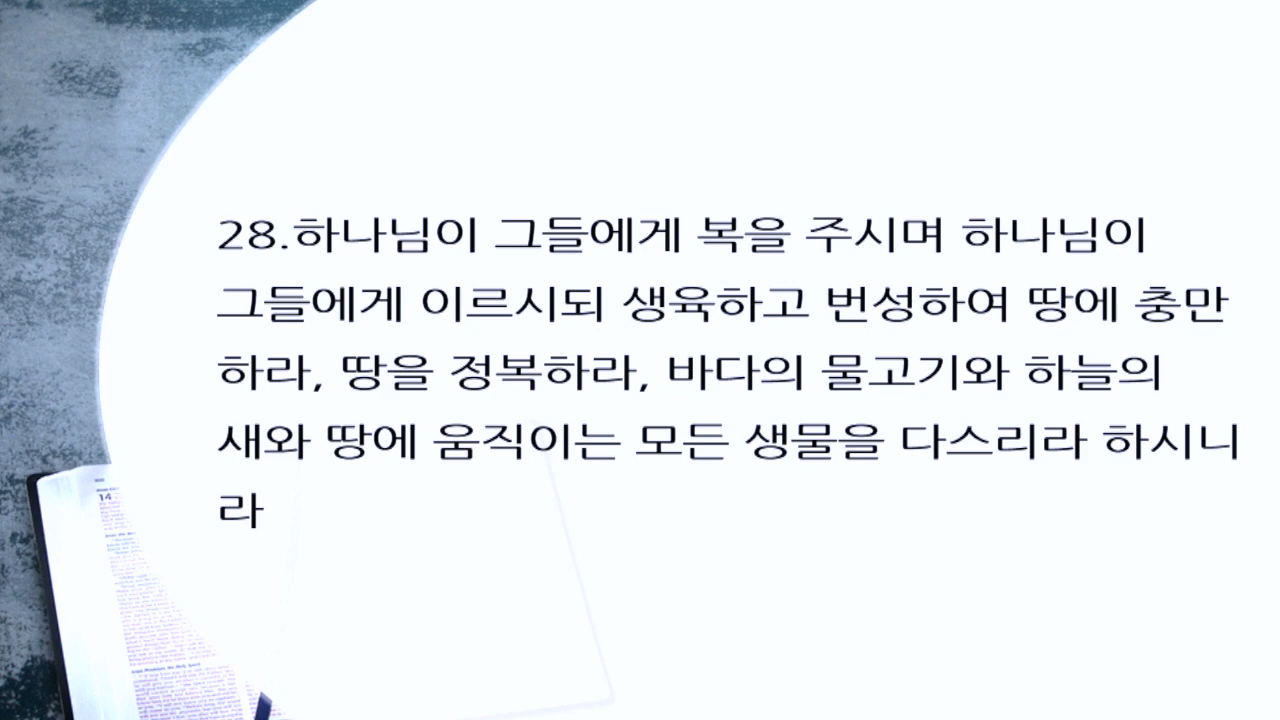 28.하나님이 그들에게 복을 주시며 하나님이
그들에게 이르시되 생육하고 번성하여 땅에 충만
하라, 땅을 정복하라, 바다의 물고기와 하늘의
새와 땅에 움직이는 모든 생물을 다스리라 하시니
라
14